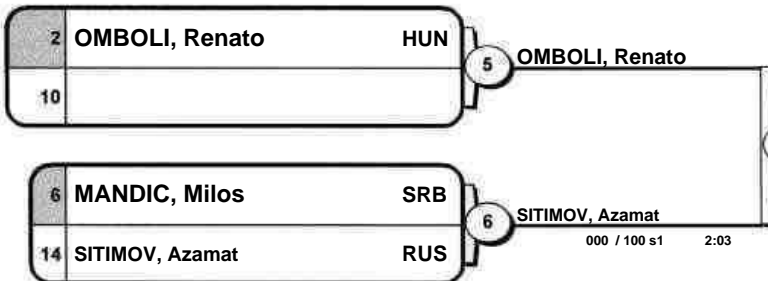 2 OMBOLI, Renato HUN
10
5 OMBOLI, Renato
6 MANDIC, Milos SRB
14 SITIMOV, Azamat RUS
6 SITIMOV, Azamat
000 / 100 s1 2:03